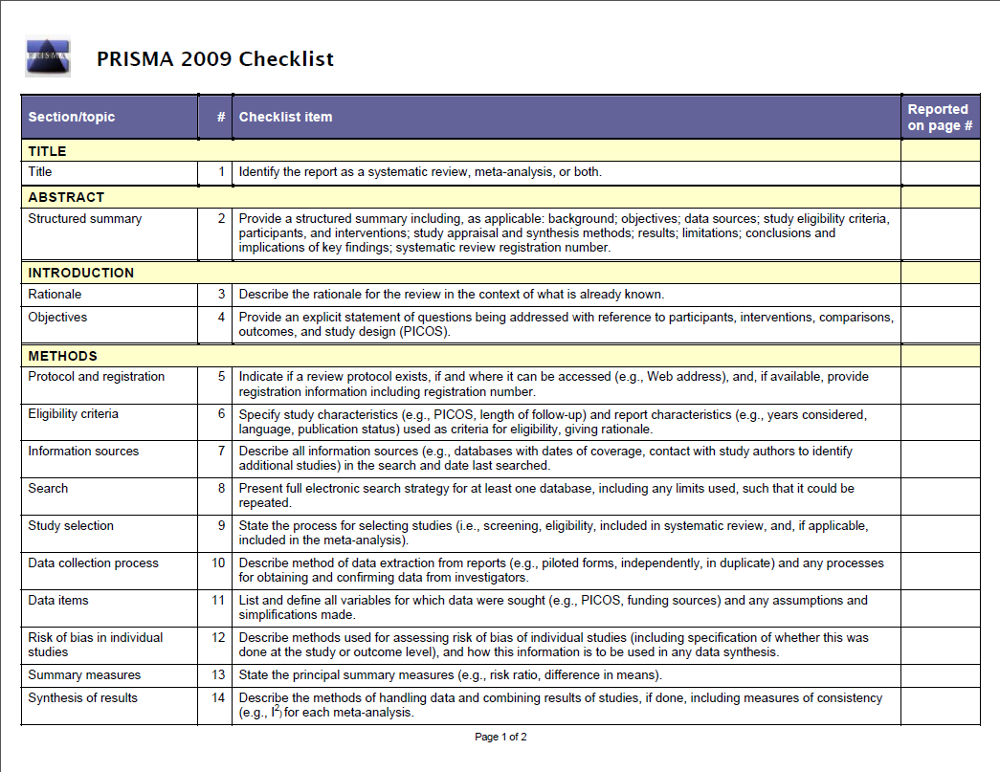 PRISMA
PRISMA 2009 Checklist
Section/topic # Checklist item Reported on page #
TITLE
Title 1 Identify the report as a systematic review, meta-analysis, or both.
ABSTRACT
Structured summary 2 Provide a structured summary including, as applicable: background; objectives; data sources; study eligibility criteria,
participants, and interventions; study appraisal and synthesis methods; results; limitations; conclusions and
implications of key findings; systematic review registration number.
INTRODUCTION
Rationale 3 Describe the rationale for the review in the context of what is already known.
Objectives 4 Provide an explicit statement of questions being addressed with reference to participants, interventions, comparisons,
outcomes, and study design (PICOS).
METHODS
Protocol and registration 5 Indicate if a review protocol exists, if and where it can be accessed (e.g., Web address), and, if available, provide
registration information including registration number.
Eligibility criteria 6 Specify study characteristics (e.g., PICOS, length of follow-up) and report characteristics (e.g., years considered,
language, publication status) used as criteria for eligibility, giving rationale.
Information sources 7 Describe all information sources (e.g., databases with dates of coverage, contact with study authors to identify
additional studies) in the search and date last searched.
Search 8 Present full electronic search strategy for at least one database, including any limits used, such that it could be
repeated.
Study selection 9 State the process for selecting studies (i.e., screening, eligibility, included in systematic review, and, if applicable,
included in the meta-analysis).
Data collection process 10 Describe method of data extraction from reports (e.g., piloted forms, independently, in duplicate) and any processes
for obtaining and confirming data from investigators.
Data items 11 List and define all variables for which data were sought (e.g., PICOS, funding sources) and any assumptions and
simplifications made.
Risk of bias in individual studies 12 Describe methods used for assessing risk of bias of individual studies (including specification of whether this was
done at the study or outcome level), and how this information is to be used in any data synthesis.
Summary measures 13 State the principal summary measures (e.g., risk ratio, difference in means).
Synthesis of results 14 Describe the methods of handling data and combining results of studies, if done, including measures of consistency
(e.g., I²) for each meta-analysis.
Page 1 of 2